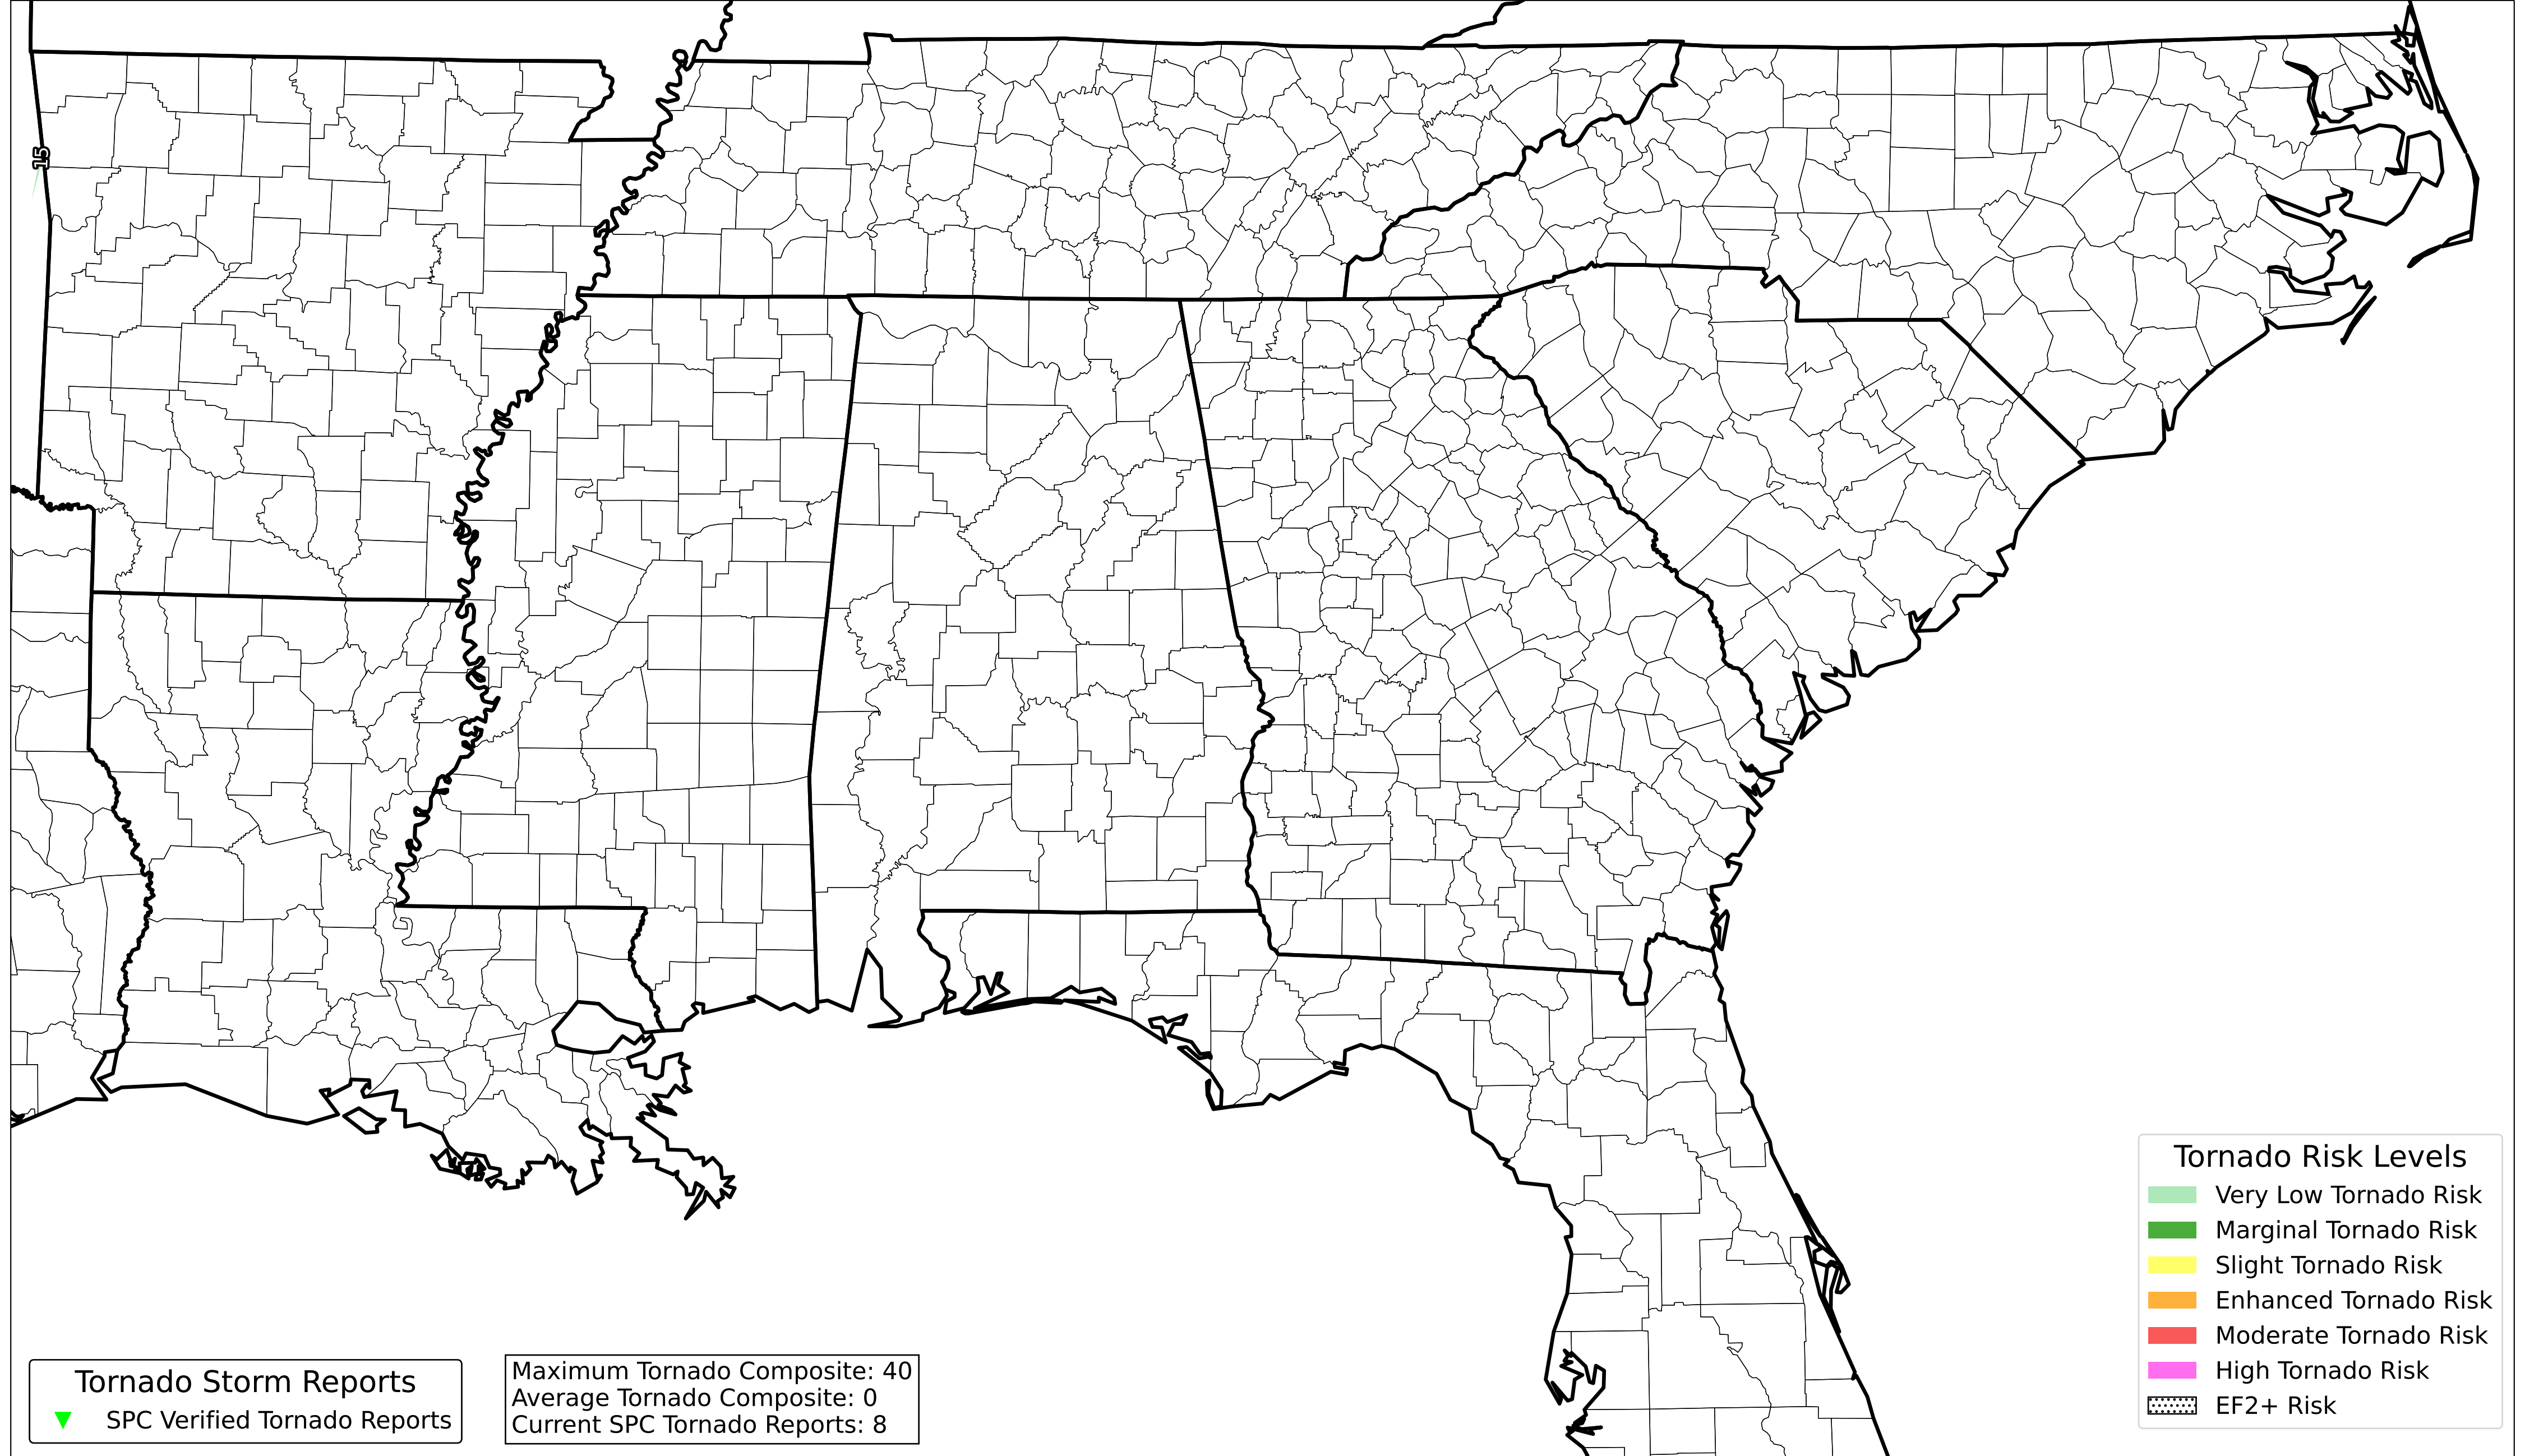 15
Tornado Risk Levels
Very Low Tornado Risk
Marginal Tornado Risk
Slight Tornado Risk
Enhanced Tornado Risk
Moderate Tornado Risk
High Tornado Risk
EF2+ Risk
Tornado Storm Reports
SPC Verified Tornado Reports
Maximum Tornado Composite: 40
Average Tornado Composite: 0
Current SPC Tornado Reports: 8